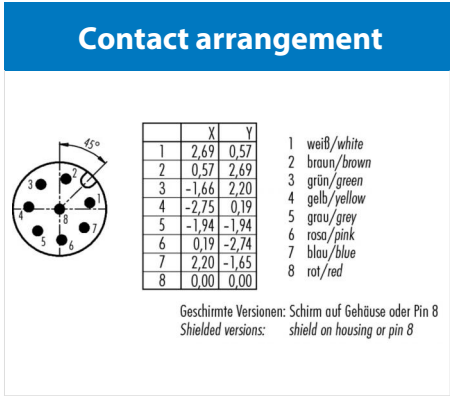 Contact arrangement
45°
1
2
3
4
5
6
7
8
X Y
1 2,69 0,57
2 0,57 2,69
3 -1,66 2,20
4 -2,75 0,19
5 -1,94 -1,94
6 0,19 -2,74
7 2,20 -1,65
8 0,00 0,00
1 weiß/white
2 braun/brown
3 grün/green
4 gelb/yellow
5 grau/grey
6 rosa/pink
7 blau/blue
8 rot/red
Geschirmte Versionen: Schirm auf Gehäuse oder Pin 8
Shielded versions: shield on housing or pin 8